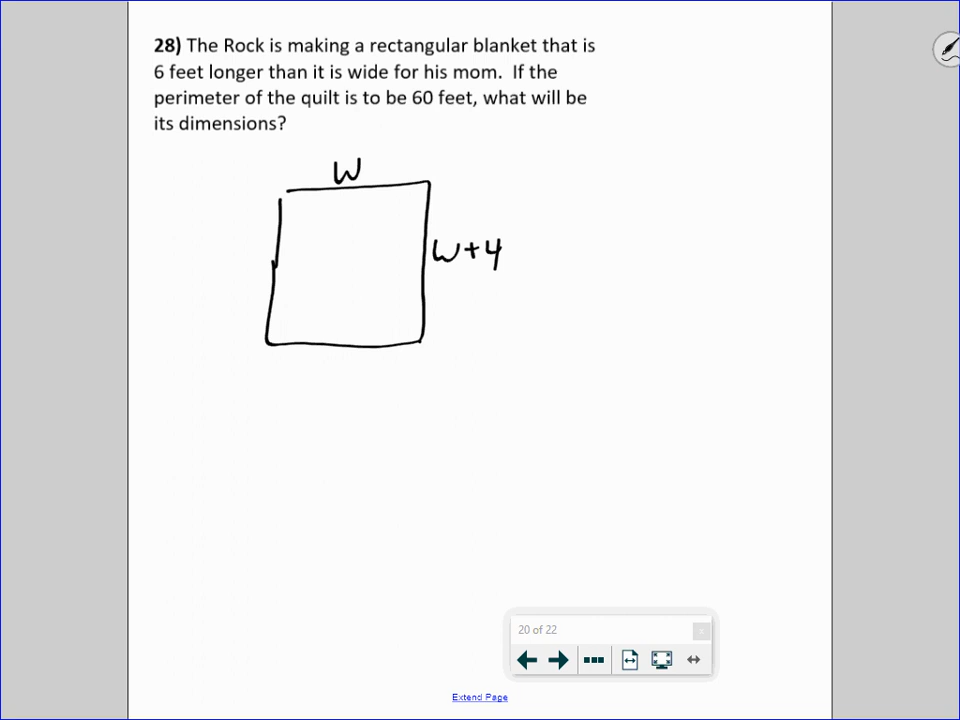 28) The Rock is making a rectangular blanket that is
6 feet longer than it is wide for his mom. If the
perimeter of the quilt is to be 60 feet, what will be
its dimensions?
W
W+4
20 of 22
Extend Page